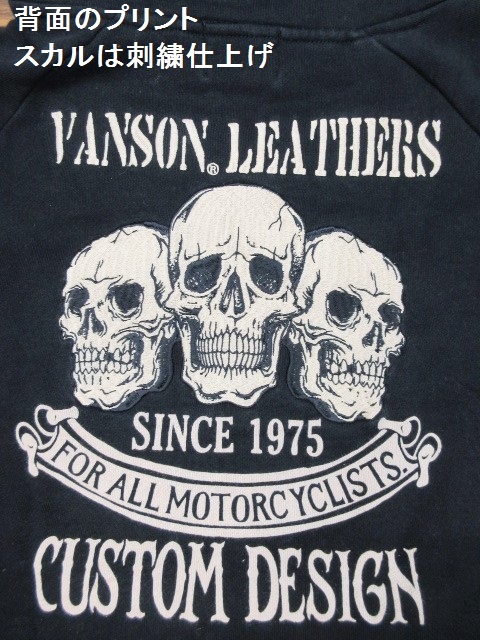 背面のプリント
スカルは刺繍仕上げ
VANSON® LEATHERS
SINCE 1975
FOR ALL MOTORCYCLISTS.
CUSTOM DESIGN